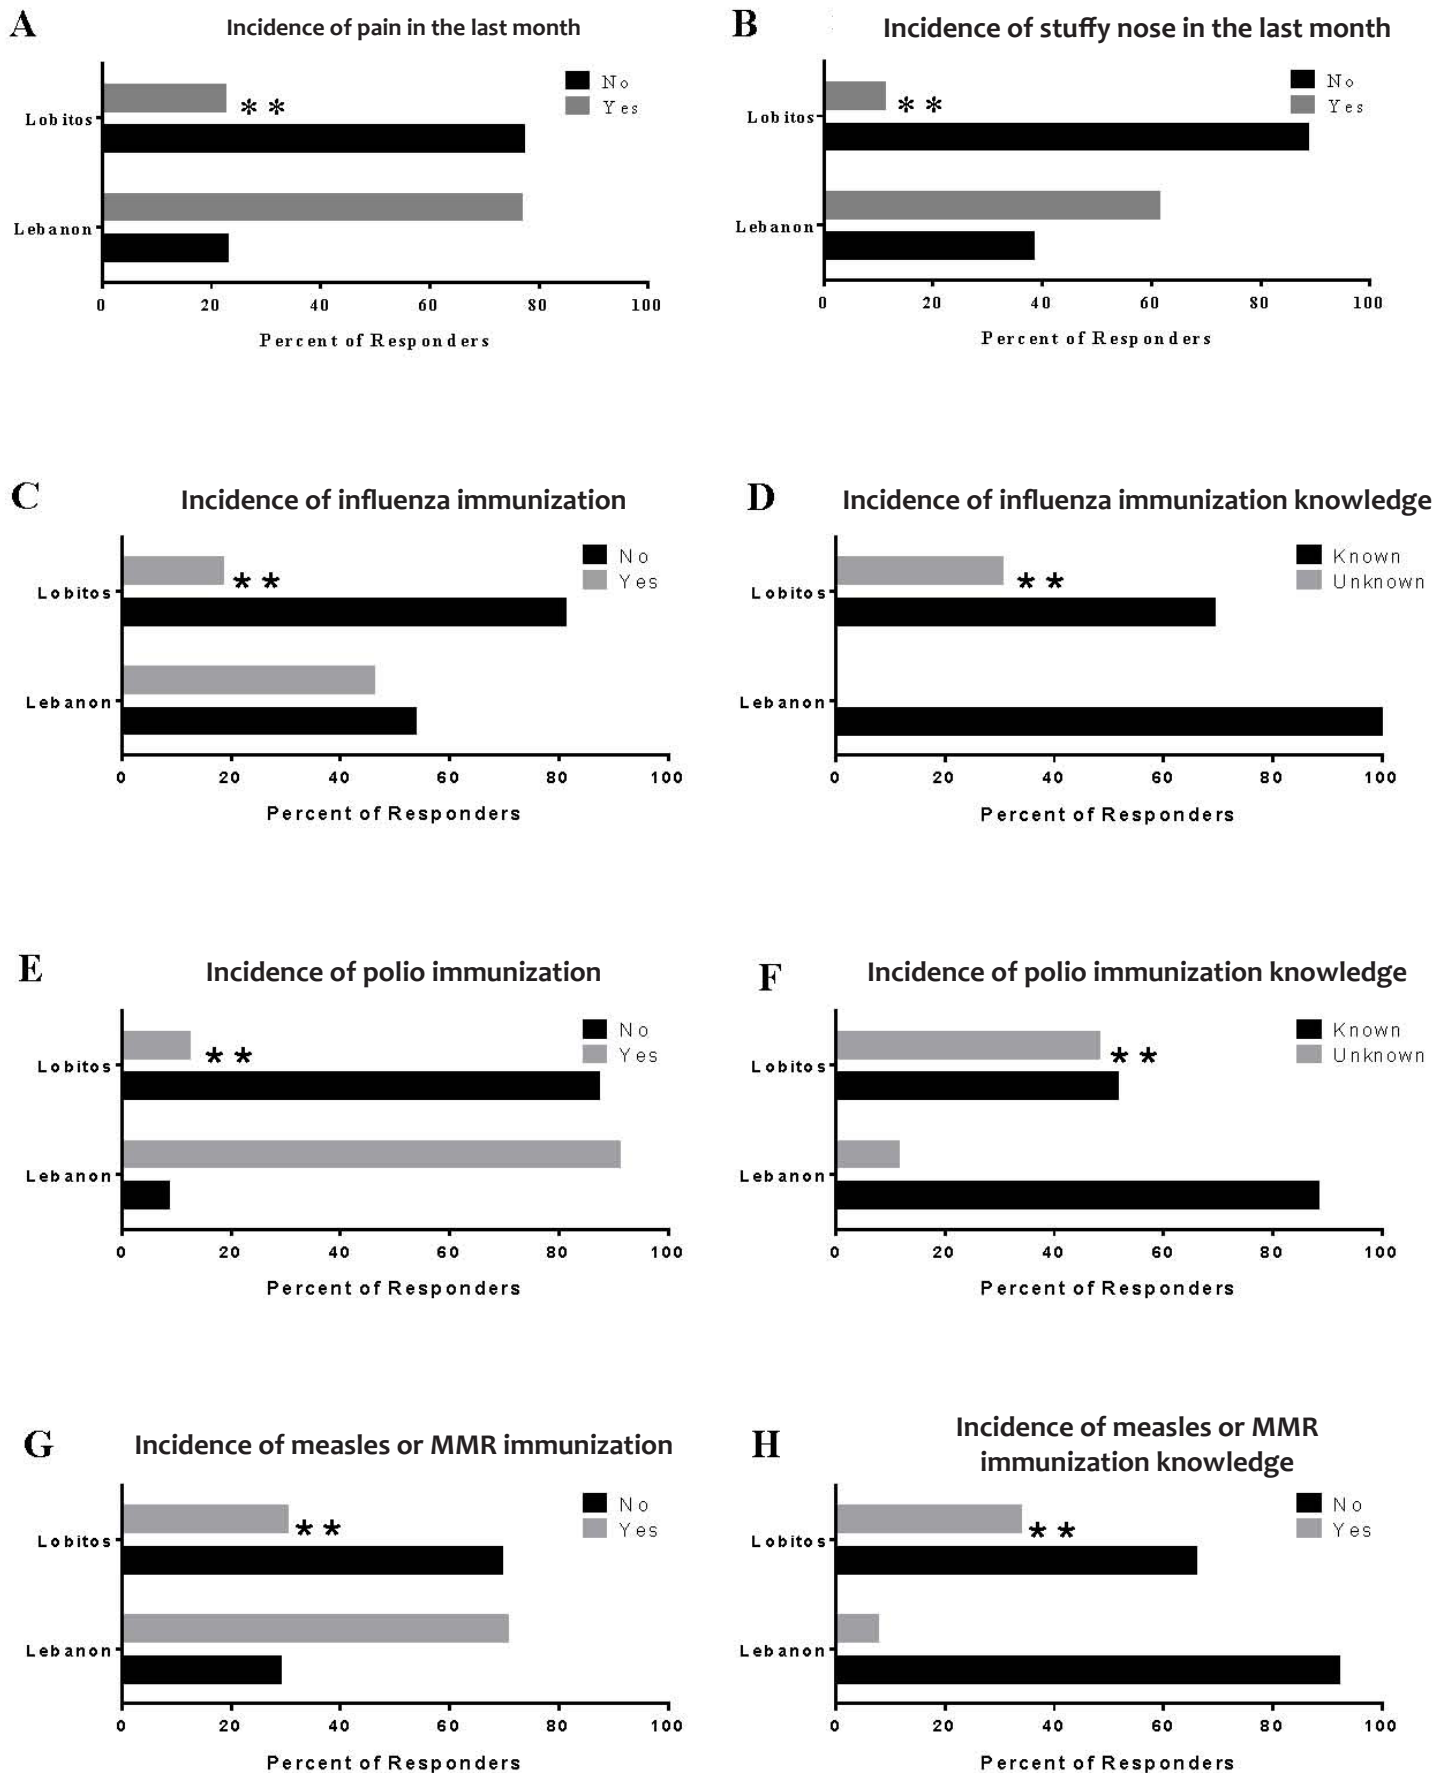 A
Incidence of pain in the last month
No
Yes
* *
Lobitos
Lebanon
0 20 40 60 80 100
Percent of Responders
B
Incidence of stuffy nose in the last month
No
Yes
* *
Lobitos
Lebanon
0 20 40 60 80 100
Percent of Responders
C
Incidence of influenza immunization
No
Yes
* *
Lobitos
Lebanon
0 20 40 60 80 100
Percent of Responders
D
Incidence of influenza immunization knowledge
Known
Unknown
* *
Lobitos
Lebanon
0 20 40 60 80 100
Percent of Responders
E
Incidence of polio immunization
No
Yes
* *
Lobitos
Lebanon
0 20 40 60 80 100
Percent of Responders
F
Incidence of polio immunization knowledge
Known
Unknown
* *
Lobitos
Lebanon
0 20 40 60 80 100
Percent of Responders
G
Incidence of measles or MMR immunization
No
Yes
* *
Lobitos
Lebanon
0 20 40 60 80 100
Percent of Responders
H
Incidence of measles or MMR
immunization knowledge
No
Yes
* *
Lobitos
Lebanon
0 20 40 60 80 100
Percent of Responders